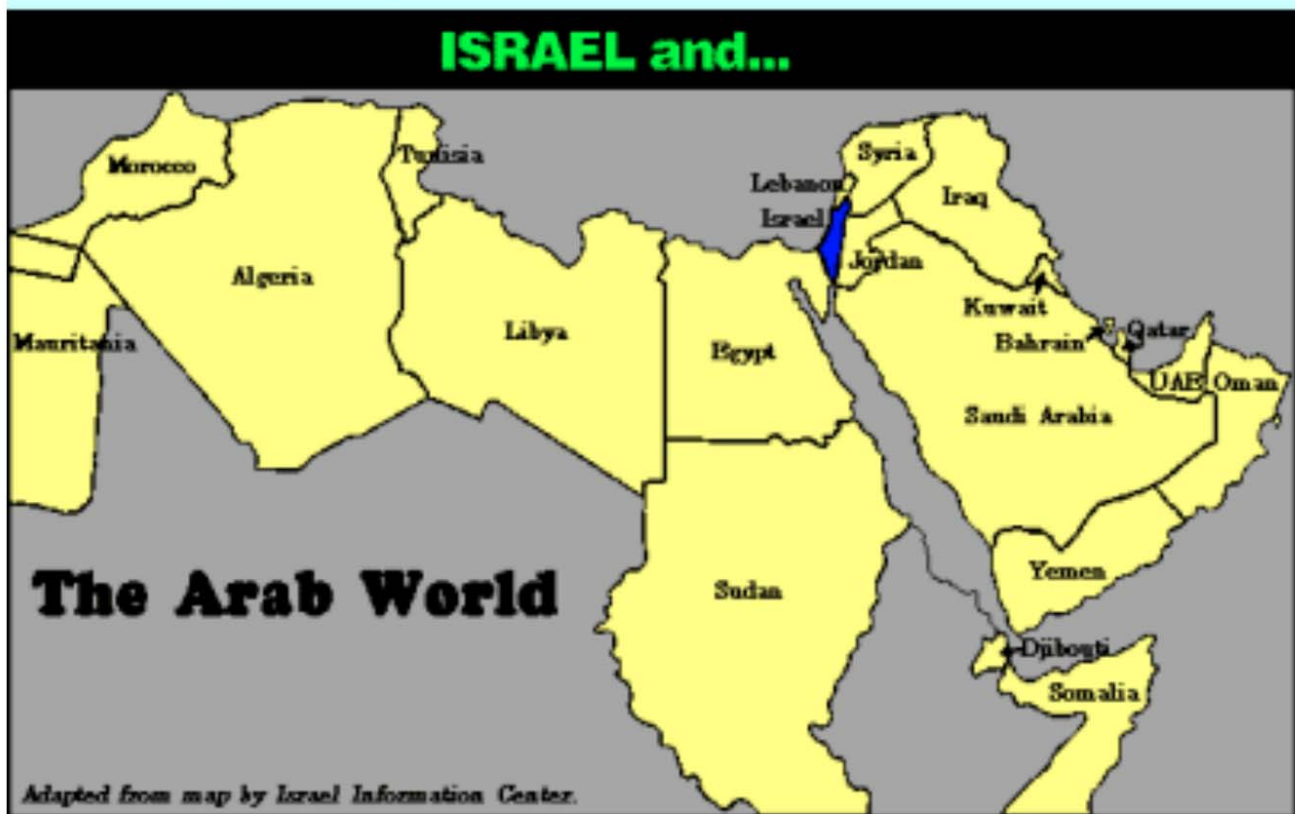 ISRAEL and...
Morocco
Tunisia
Syria
Lebanon
Iraq
Israel
Jordan
Algeria
Kuwait
Libya
Qatar
Bahrain
Mauritania
Egypt
UAE
Oman
Saudi Arabia
Yemen
The Arab World
Sudan
Djibouti
Somalia
Adapted from map by Israel Information Center.